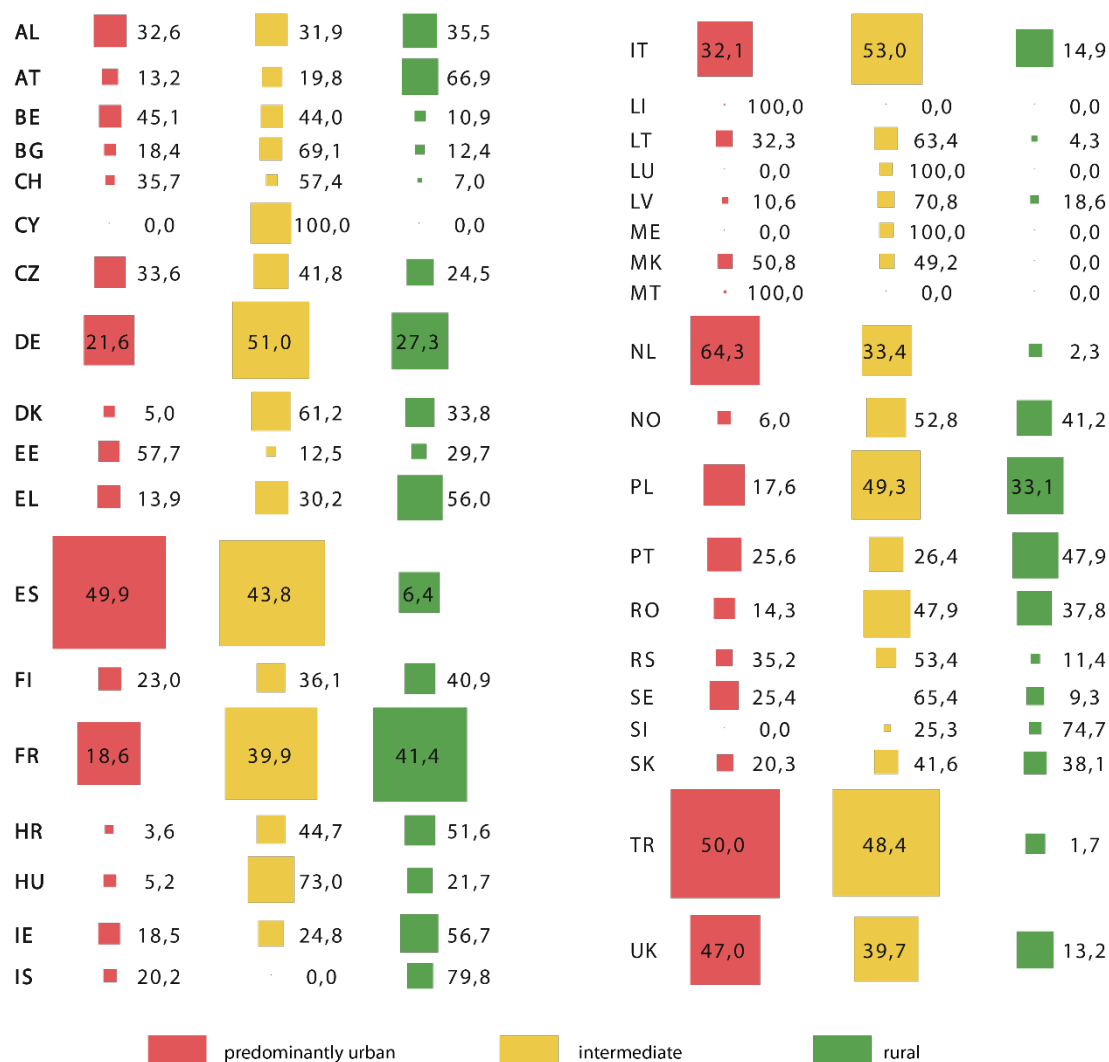 AL 32,6 31,9 35,5
AT 13,2 19,8 66,9
BE 45,1 44,0 10,9
BG 18,4 69,1 12,4
CH 35,7 57,4 7,0
CY 0,0 100,0 0,0
CZ 33,6 41,8 24,5
DE 21,6 51,0 27,3
DK 5,0 61,2 33,8
EE 57,7 12,5 29,7
EL 13,9 30,2 56,0
ES 49,9 43,8 6,4
FI 23,0 36,1 40,9
FR 18,6 39,9 41,4
HR 3,6 44,7 51,6
HU 5,2 73,0 21,7
IE 18,5 24,8 56,7
IS 20,2 0,0 79,8
IT 32,1 53,0 14,9
LI 100,0 0,0 0,0
LT 32,3 63,4 4,3
LU 0,0 100,0 0,0
LV 10,6 70,8 18,6
ME 0,0 100,0 0,0
MK 50,8 49,2 0,0
MT 100,0 0,0 0,0
NL 64,3 33,4 2,3
NO 6,0 52,8 41,2
PL 17,6 49,3 33,1
PT 25,6 26,4 47,9
RO 14,3 47,9 37,8
RS 35,2 53,4 11,4
SE 25,4 65,4 9,3
SI 0,0 25,3 74,7
SK 20,3 41,6 38,1
TR 50,0 48,4 1,7
UK 47,0 39,7 13,2
predominantly urban intermediate rural